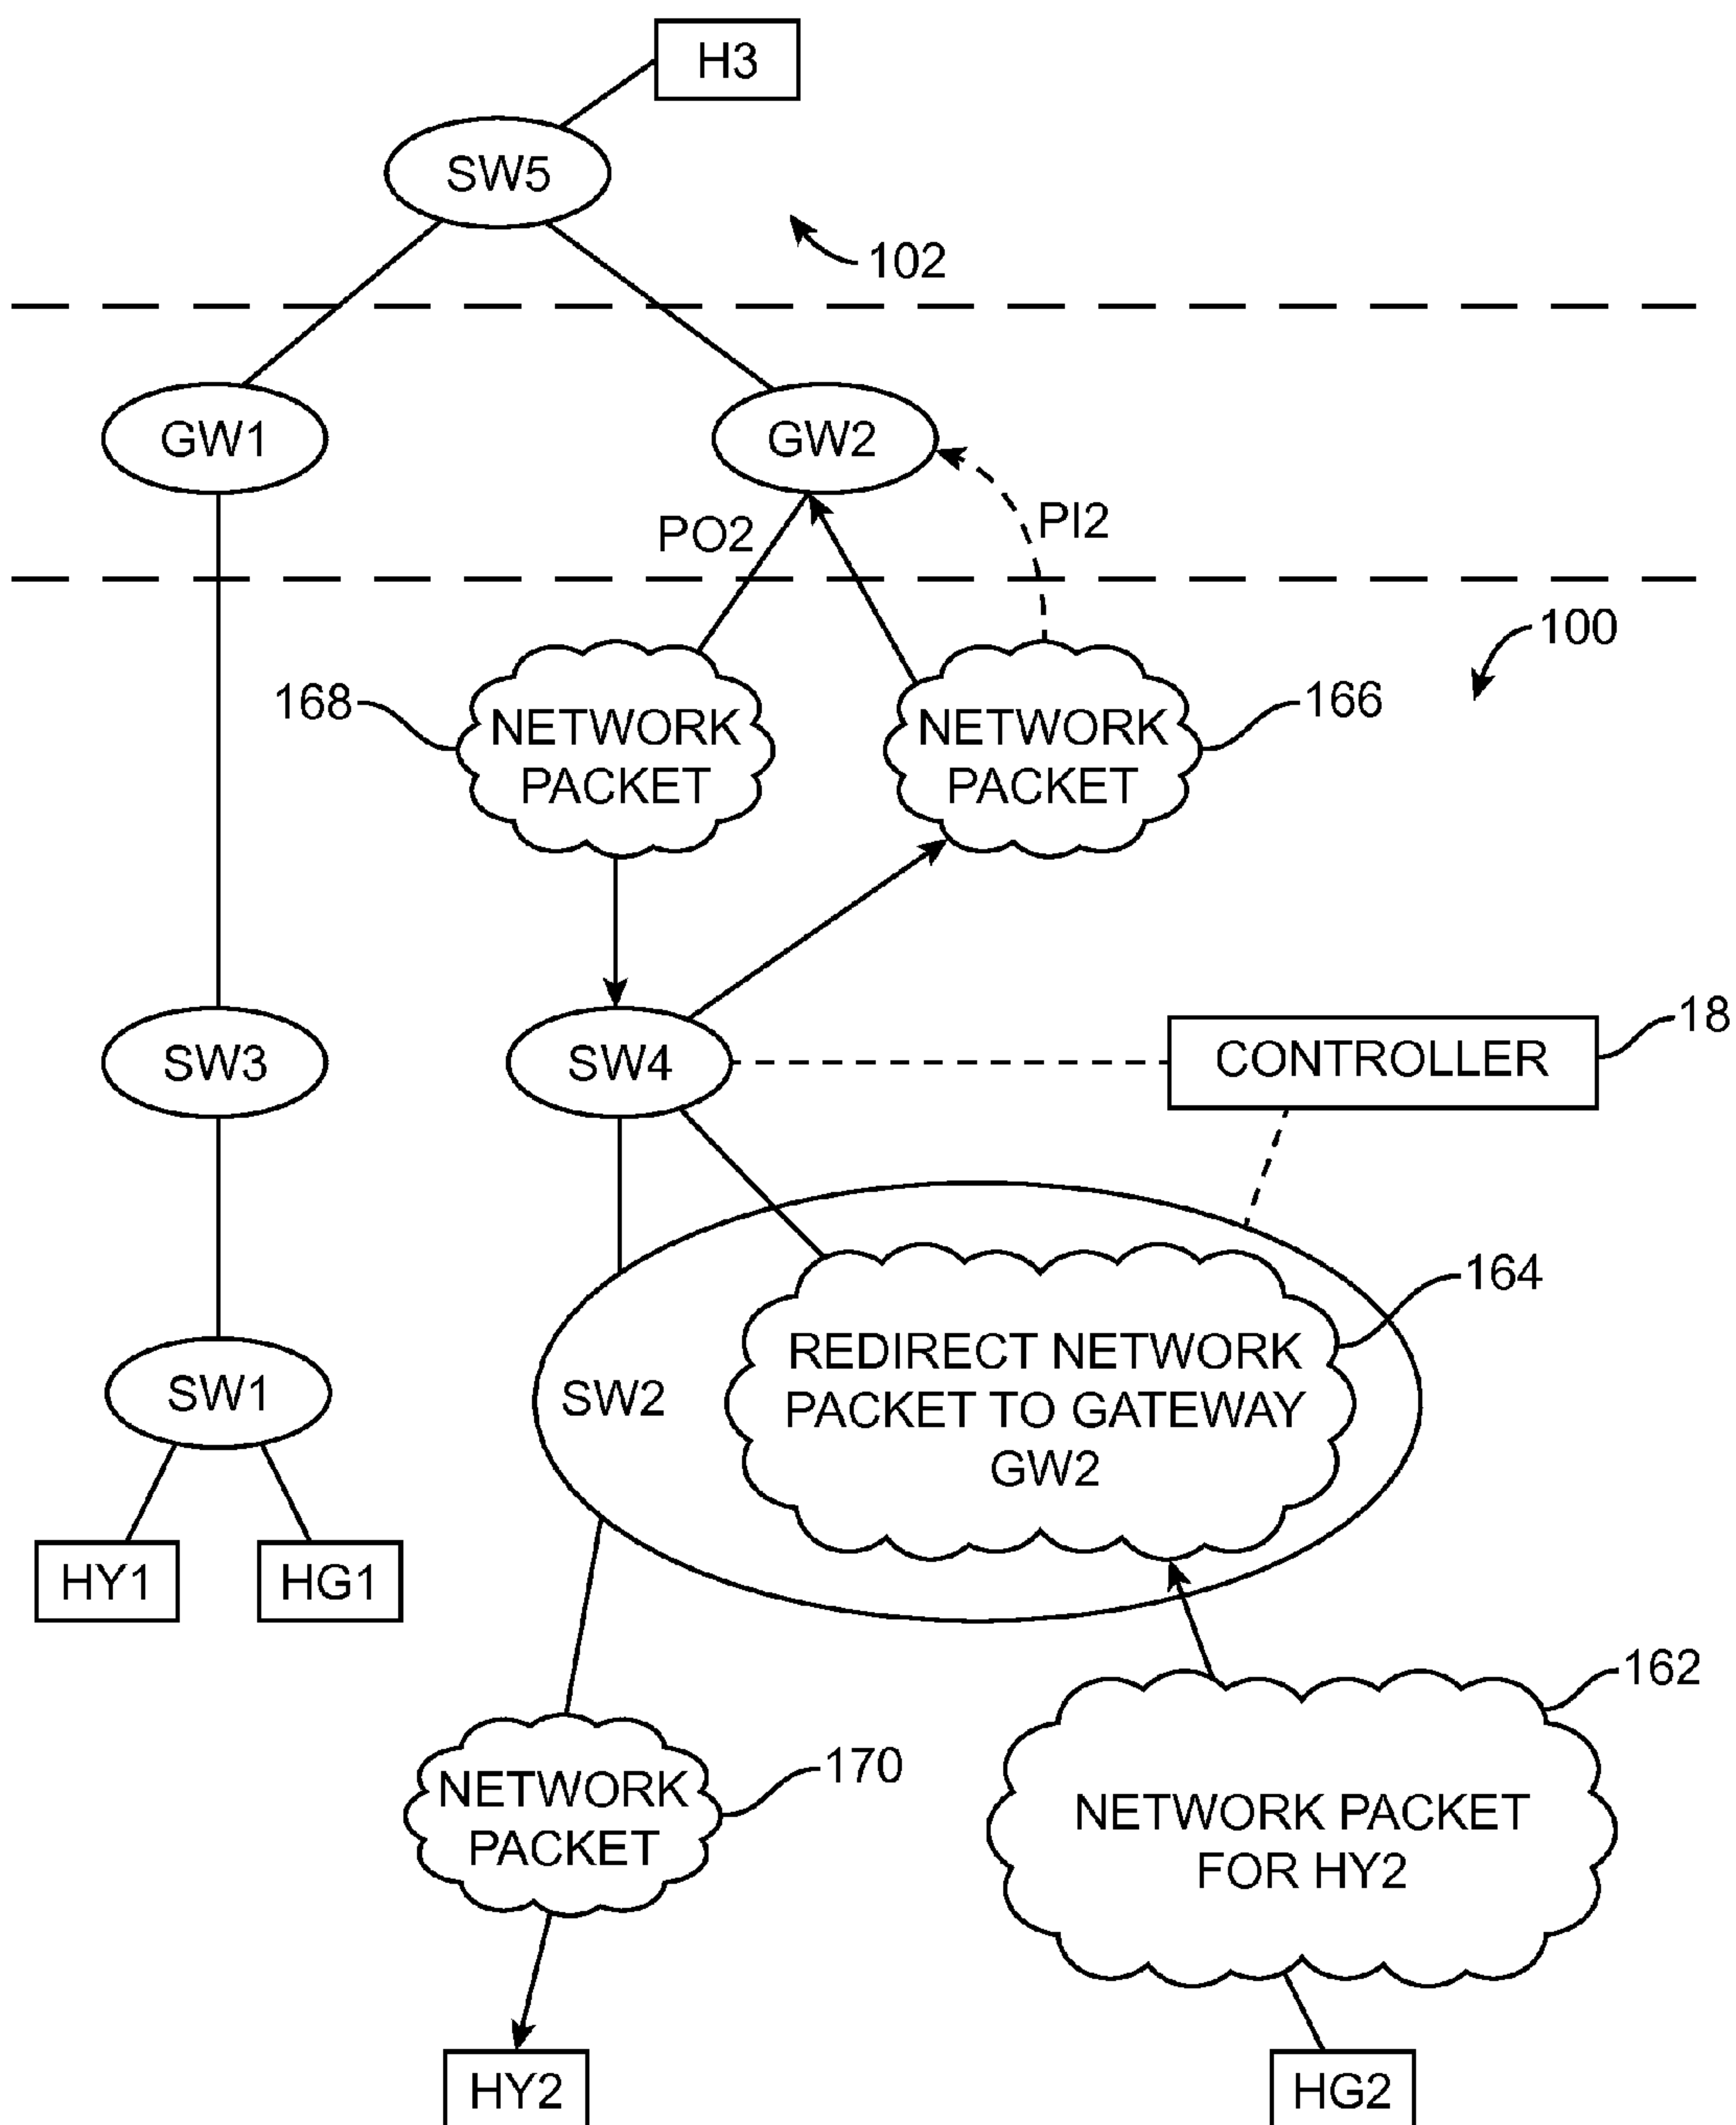 H3
SW5
102
GW1
GW2
PO2
PI2
100
168
NETWORK
PACKET
NETWORK
PACKET
166
SW3
SW4
CONTROLLER
18
164
REDIRECT NETWORK
PACKET TO GATEWAY
GW2
SW2
SW1
HY1
HG1
162
NETWORK
PACKET
170
NETWORK PACKET
FOR HY2
HY2
HG2